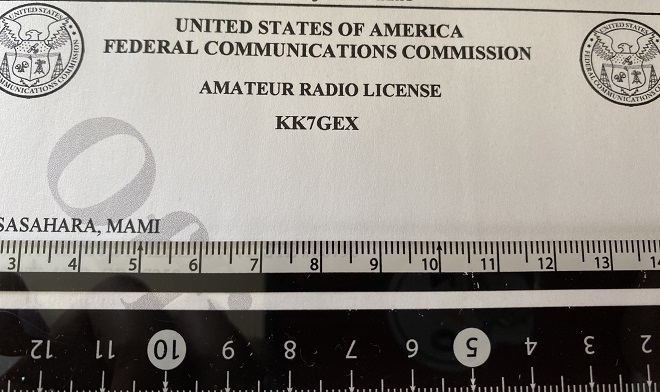 UNITED STATES OF AMERICA
FEDERAL COMMUNICATIONS COMMISSION
AMATEUR RADIO LICENSE
KK7GEX
SASAHARA, MAMI
3 4 5 6 7 8 9 10 11 12 13 14
12 11 10 9 8 7 6 5 4 3 2